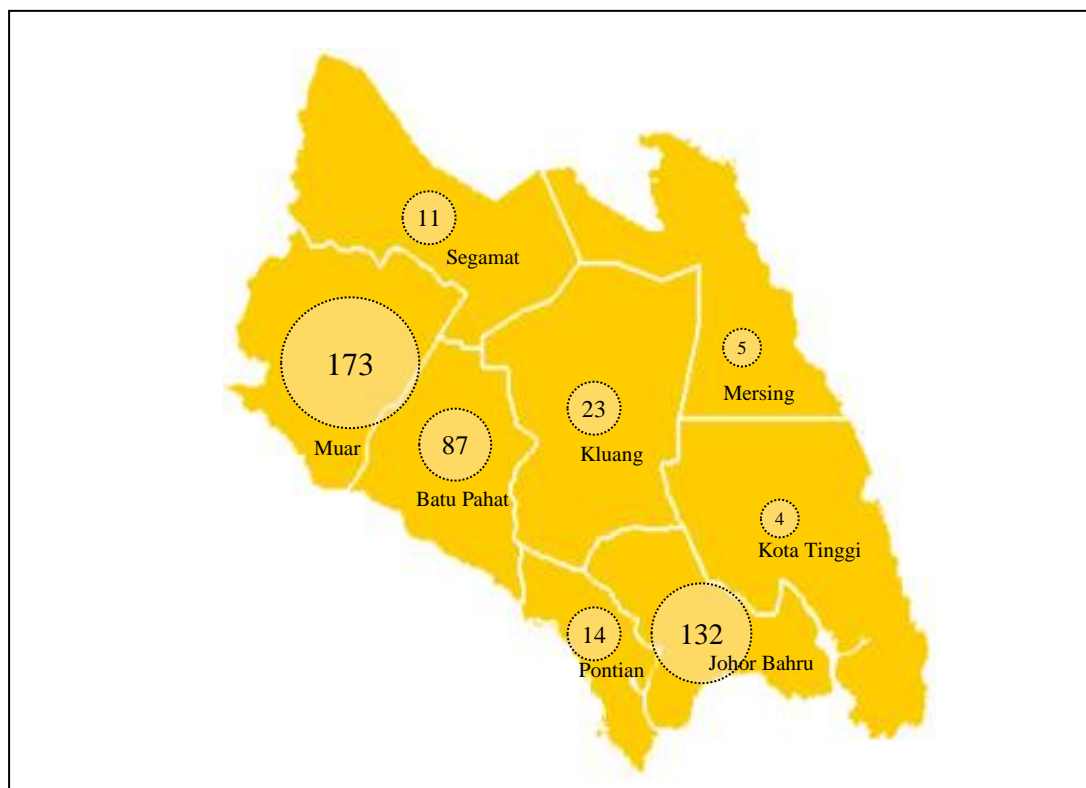 11
Segamat
173
Muar
87
Batu Pahat
23
Kluang
5
Mersing
4
Kota Tinggi
14
Pontian
132
Johor Bahru